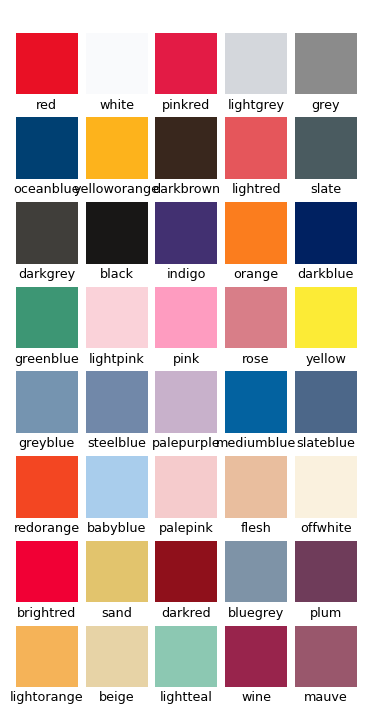 red white pinkred lightgrey grey
oceanblue yelloworange darkbrown lightred slate
darkgrey black indigo orange darkblue
greenblue lightpink pink rose yellow
greyblue steelblue palepurple mediumblue slateblue
redorange babyblue palepink flesh offwhite
brightred sand darkred bluegrey plum
lightorange beige lightteal wine mauve